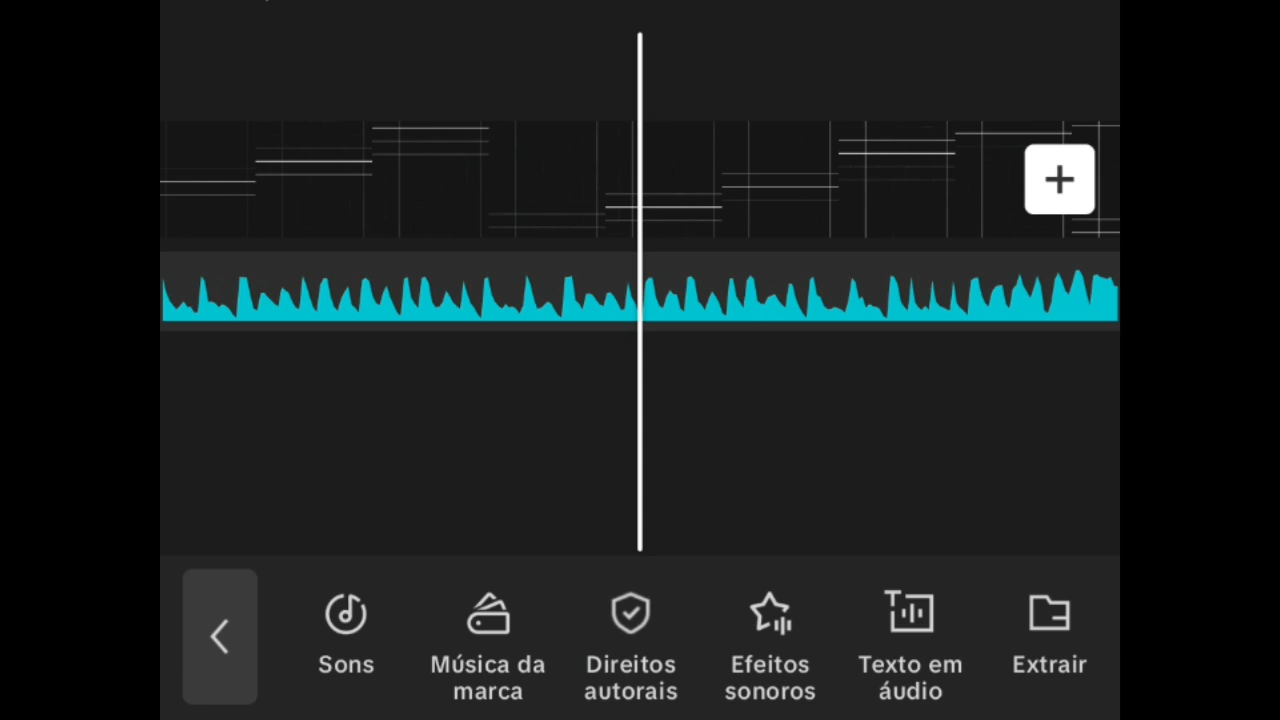 Sons
Música da
marca
Direitos
autorais
Efeitos
sonoros
Texto em
áudio
Extrair